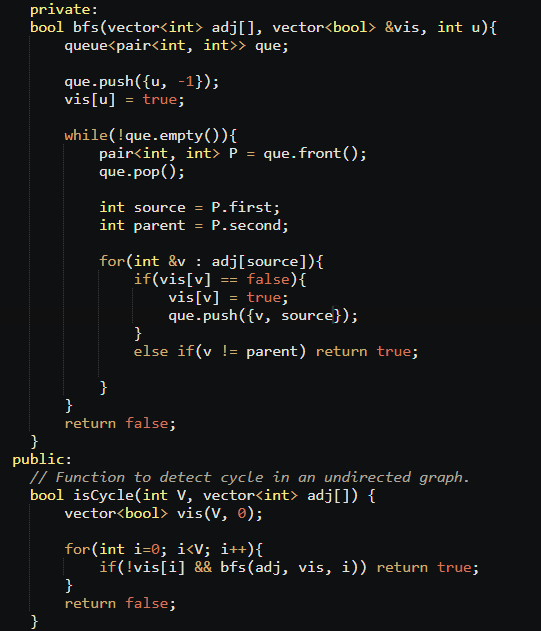 private:
bool bfs(vector<int> adj[], vector<bool> &vis, int u){
queue<pair<int, int>> que;
que.push({u, -1});
vis[u] = true;
while(!que.empty()){
pair<int, int> P = que.front();
que.pop();
int source = P.first;
int parent = P.second;
for(int &v : adj[source]){
if(vis[v] == false){
vis[v] = true;
que.push({v, source});
}
else if(v != parent) return true;
}
}
return false;
}
public:
// Function to detect cycle in an undirected graph.
bool isCycle(int V, vector<int> adj[]) {
vector<bool> vis(V, 0);
for(int i=0; i<V; i++){
if(!vis[i] && bfs(adj, vis, i)) return true;
}
return false;
}